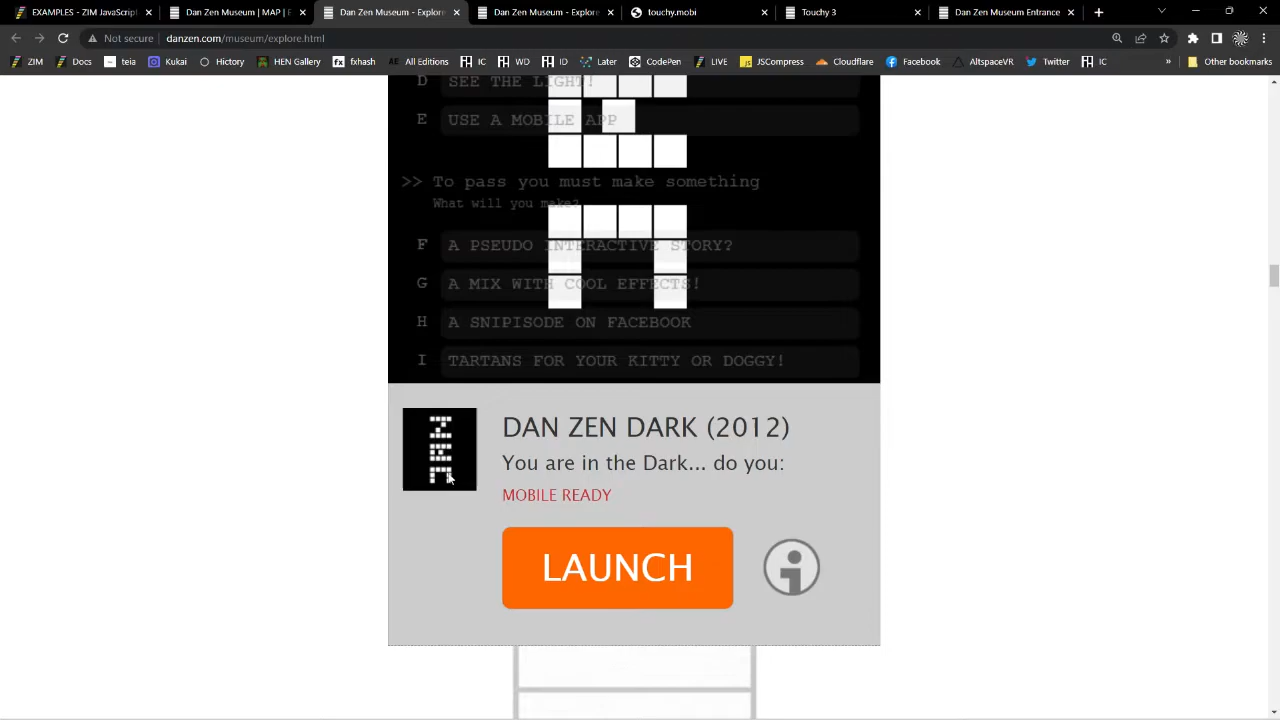 EXAMPLES - ZIM JavaScript
Dan Zen Museum | MAP | E
Dan Zen Museum - Explore
Dan Zen Museum - Explore
touchy.mobi
Touchy 3
Dan Zen Museum Entrance
Not secure | danzen.com/museum/explore.html
ZIM
Docs
tsia
Kukai
History
HEN Gallery
fxhash
All Editions
IC
WD
ID
Later
CodePen
LIVE
JSCompress
Cloudflare
Facebook
AltspaceVR
Twitter
IC
»
Other bookmarks
D SEE THE LIGHT!
E USE A MOBILE APP
>> To pass you must make something
What will you make?
F A PSEUDO INTERACTIVE STORY?
G A MIX WITH COOL EFFECTS!
H A SNIPISODE ON FACEBOOK
I TARTANS FOR YOUR KITTY OR DOGGY!
DAN ZEN DARK (2012)
You are in the Dark... do you:
MOBILE READY
LAUNCH